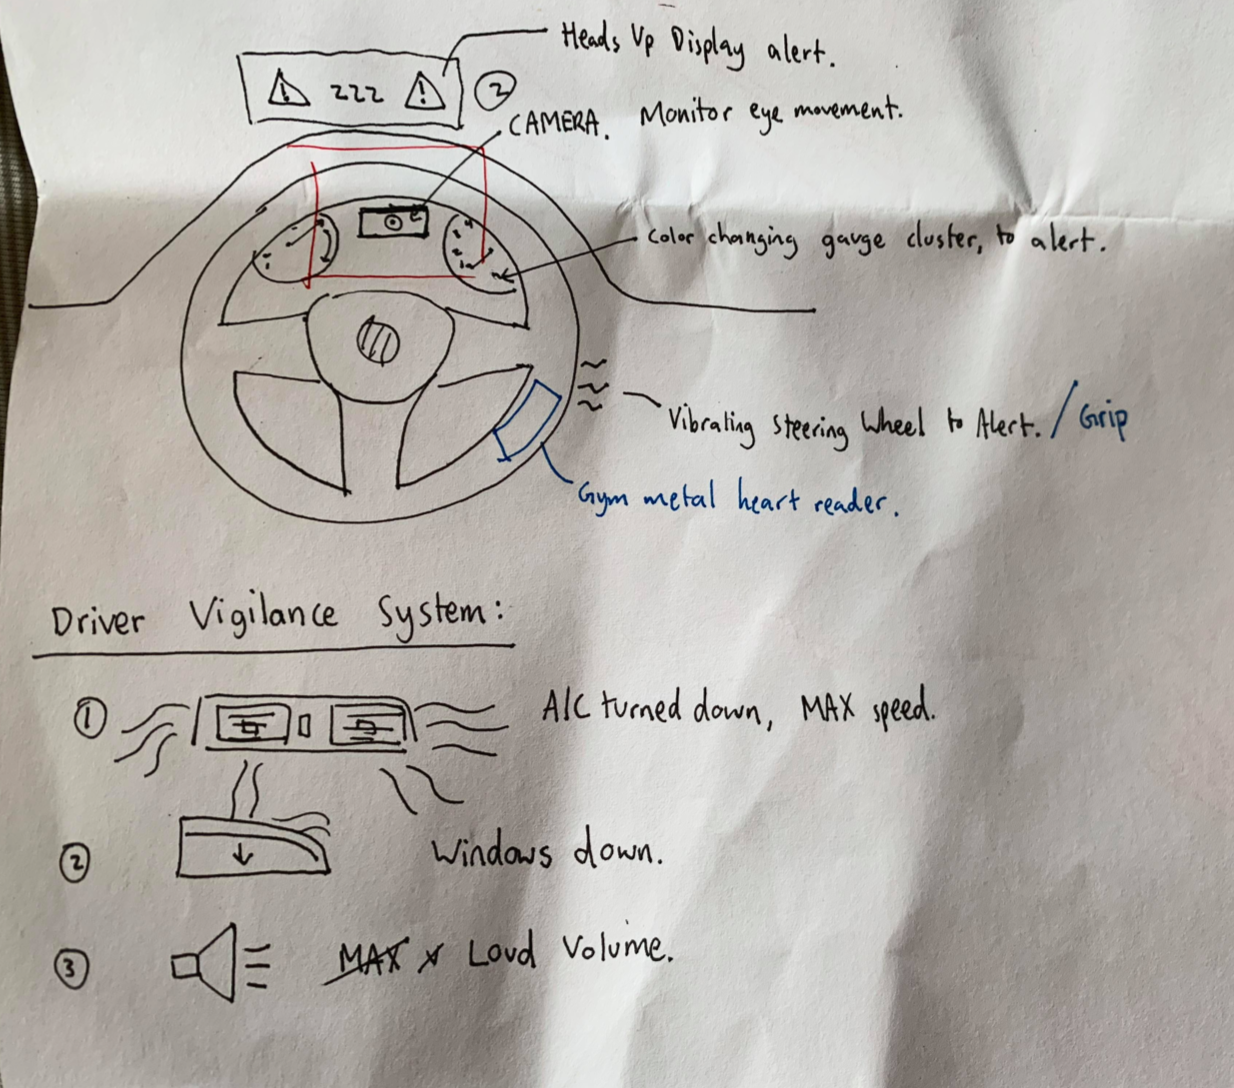 Heads Up Display alert.
⚠ zzz ⚠ ②
CAMERA. Monitor eye movement.
Color changing gauge cluster, to alert.
Vibrating Steering Wheel to Alert. / Grip
Gym metal heart reader.
Driver Vigilance System:
① A/C turned down, MAX speed.
② Windows down.
③ MAX Loud Volume.